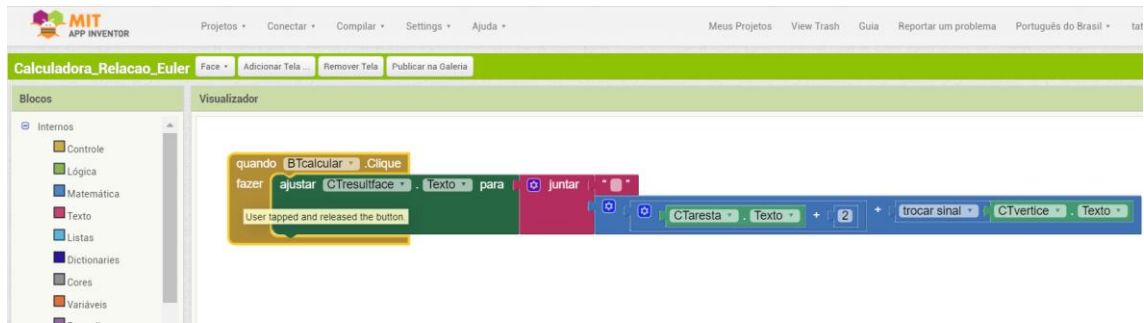 MIT
APP INVENTOR
Projetos Conectar Compilar Settings Ajuda Meus Projetos View Trash Guia Reportar um problema Português do Brasil
Calculadora_Relacao_Euler Face Adicionar Tela ... Remover Tela Publicar na Galeria
Blocos Visualizador
Internos
Controle
Lógica
Matemática
Texto
Listas
Dictionaries
Cores
Variáveis
quando BTcalcular .Clique
fazer ajustar CTresultface . Texto para juntar " "
CTaresta . Texto + 2 + trocar sinal CTvertice . Texto
User tapped and released the button.